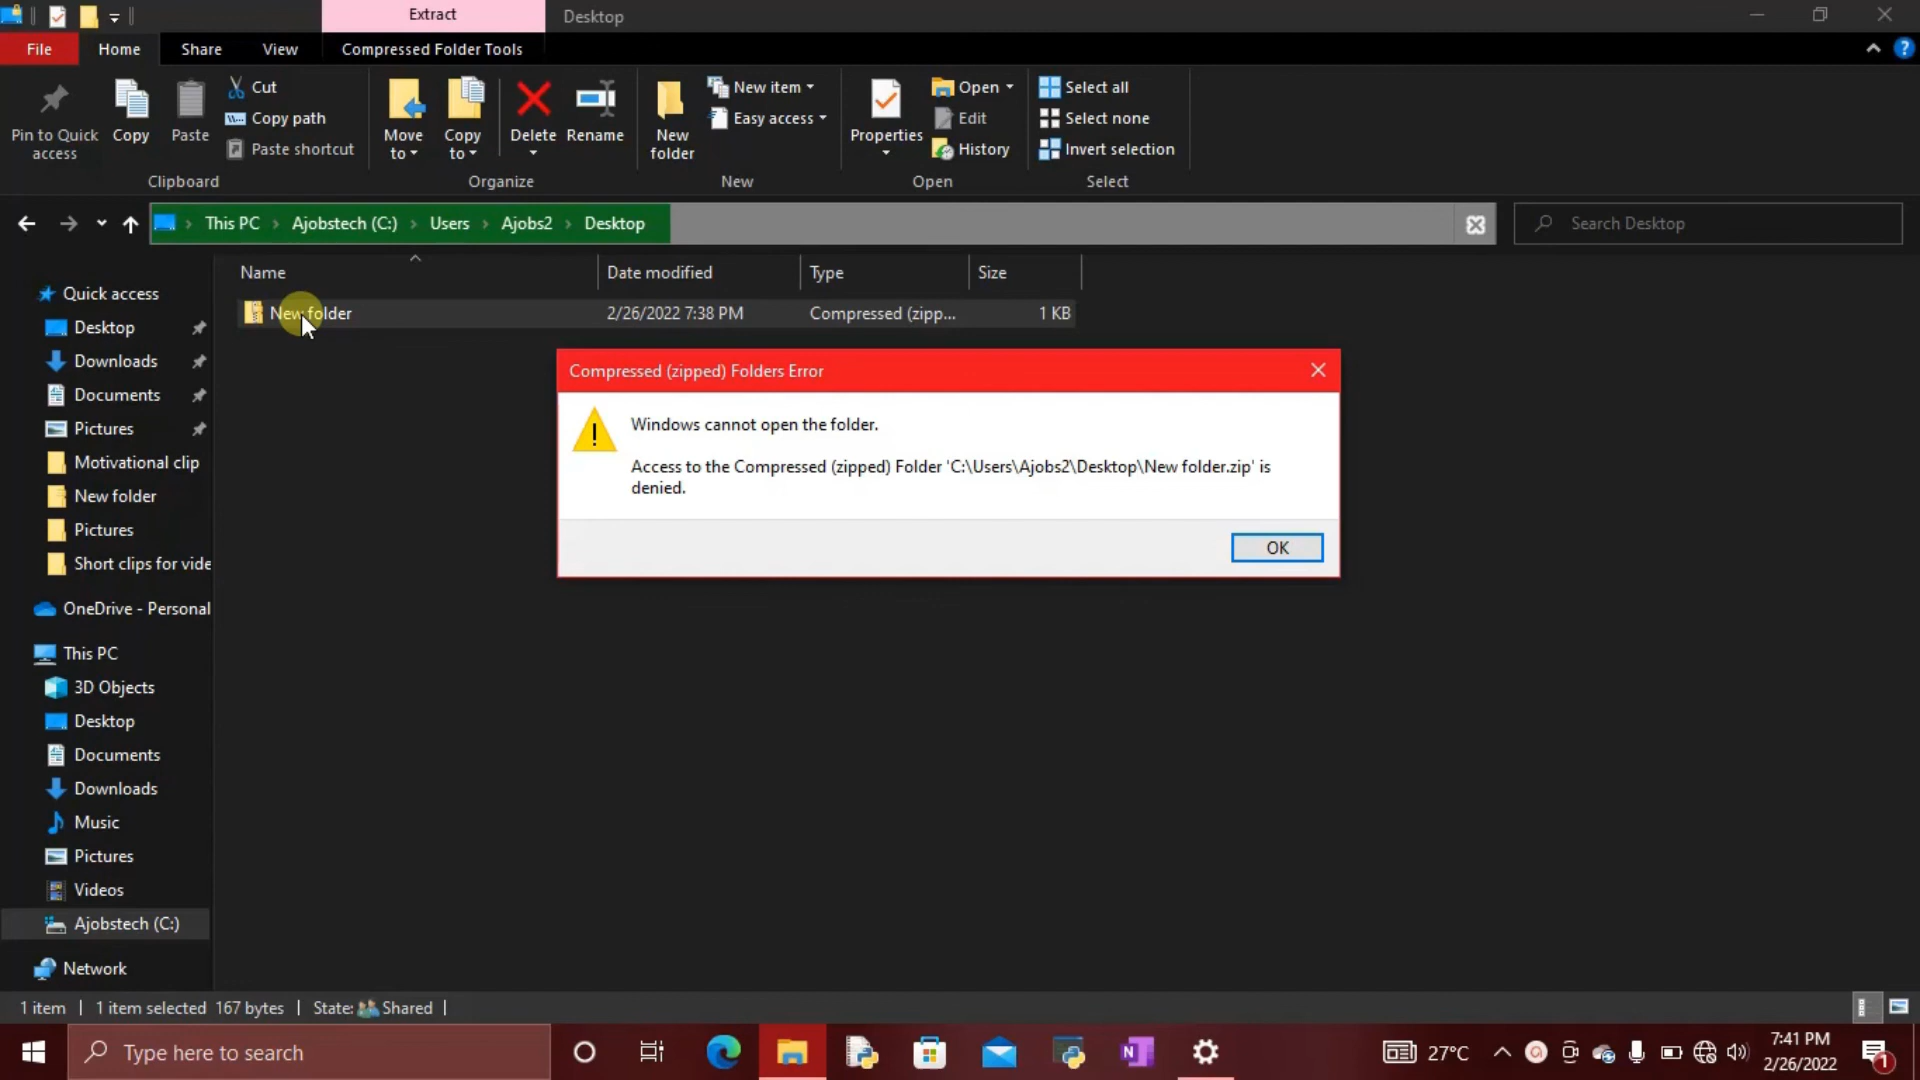 Extract
Desktop
File
Home
Share
View
Compressed Folder Tools
Pin to Quick
access
Copy
Paste
Cut
Copy path
Paste shortcut
Clipboard
Move
to
Copy
to
Delete
Rename
Organize
New
folder
New item
Easy access
New
Properties
Open
Edit
History
Open
Select all
Select none
Invert selection
Select
This PC
Ajobstech (C:)
Users
Ajobs2
Desktop
Search Desktop
Name
Date modified
Type
Size
New folder
2/26/2022 7:38 PM
Compressed (zipp...
1 KB
Quick access
Desktop
Downloads
Documents
Pictures
Motivational clip
New folder
Pictures
Short clips for vide
OneDrive - Personal
This PC
3D Objects
Desktop
Documents
Downloads
Music
Pictures
Videos
Ajobstech (C:)
Network
Compressed (zipped) Folders Error
Windows cannot open the folder.
Access to the Compressed (zipped) Folder 'C:\Users\Ajobs2\Desktop\New folder.zip' is
denied.
OK
1 item
1 item selected 167 bytes
State: Shared
Type here to search
27°C
7:41 PM
2/26/2022
1